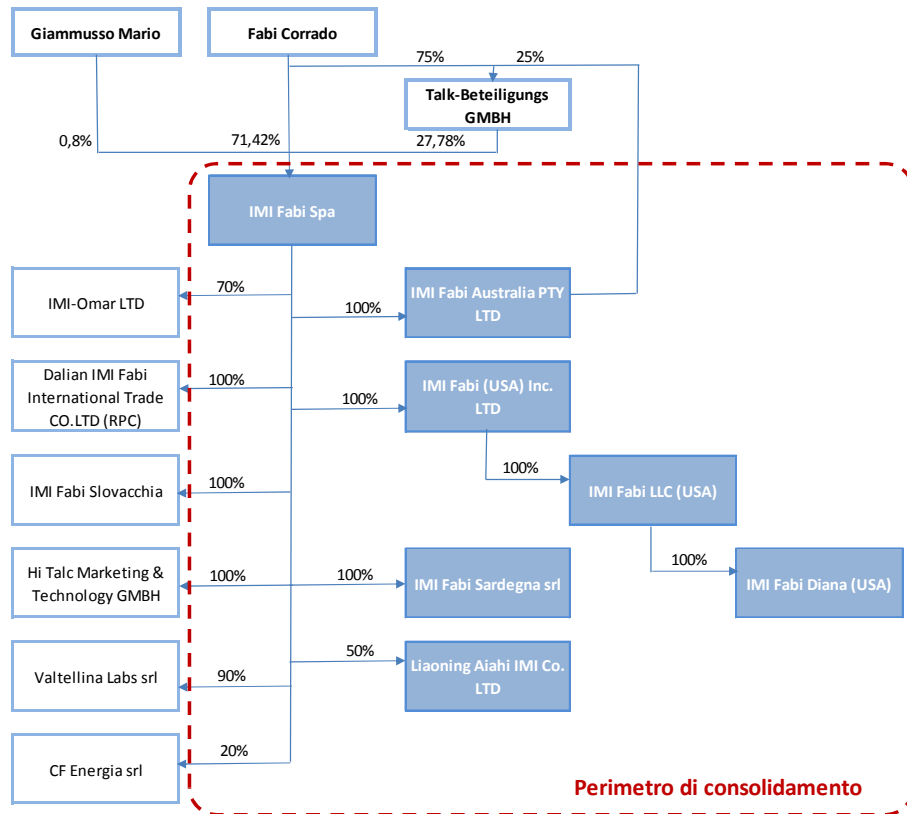 Giammusso Mario
Fabi Corrado
75%
25%
Talk-Beteiligungs
GMBH
0,8%
71,42%
27,78%
IMI Fabi Spa
IMI-Omar LTD
70%
IMI Fabi Australia PTY
LTD
100%
Dalian IMI Fabi
International Trade
CO.LTD (RPC)
100%
IMI Fabi (USA) Inc.
LTD
100%
IMI Fabi Slovacchia
100%
100%
IMI Fabi LLC (USA)
Hi Talc Marketing &
Technology GMBH
100%
100%
IMI Fabi Sardegna srl
100%
IMI Fabi Diana (USA)
Valtellina Labs srl
90%
50%
Liaoning Aiahi IMI Co.
LTD
CF Energia srl
20%
Perimetro di consolidamento